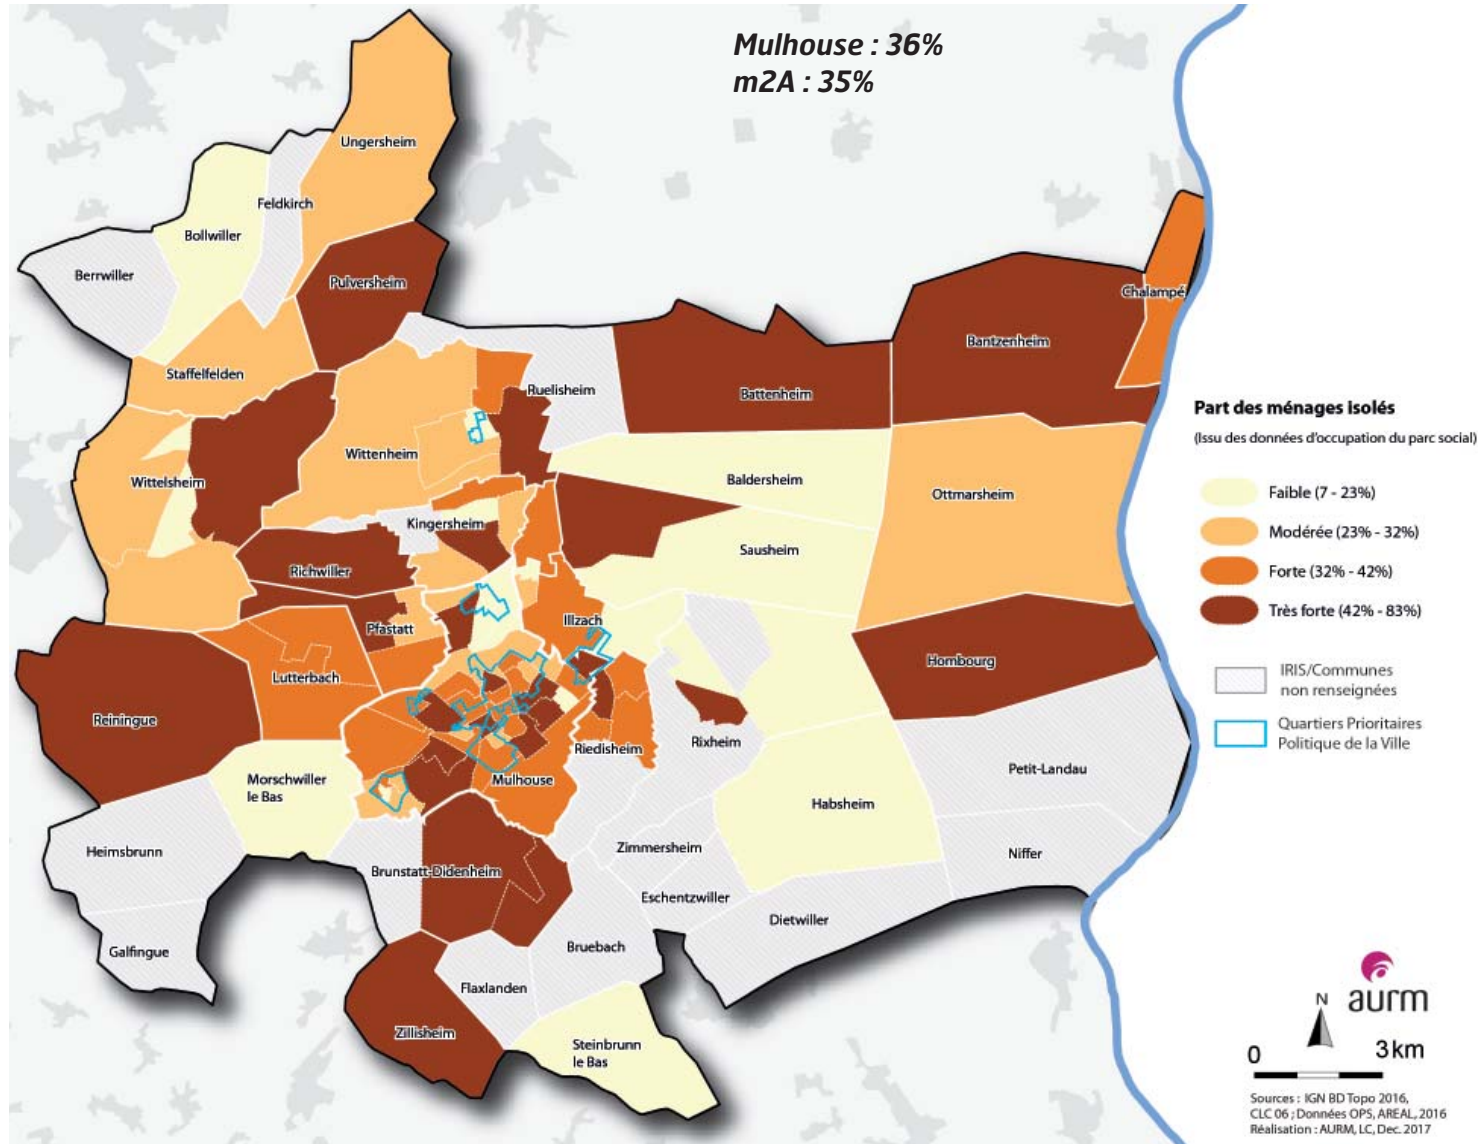 Mulhouse : 36%
m2A : 35%
Ungersheim
Feldkirch
Bollwiller
Berrwiller
Pulversheim
Chalampé
Bantzenheim
Staffelfelden
Ruelisheim
Battenheim
Part des ménages isolés
(Issu des données d'occupation du parc social)
Wittenheim
Wittelsheim
Baldersheim
Ottmarsheim
Faible (7 - 23%)
Kingersheim
Modérée (23% - 32%)
Sausheim
Richwiller
Forte (32% - 42%)
Très forte (42% - 83%)
Pfastatt
Illzach
Hombourg
Lutterbach
IRIS/Communes
non renseignées
Reiningue
Quartiers Prioritaires
Politique de la Ville
Rixheim
Riedisheim
Petit-Landau
Morschwiller
le Bas
Mulhouse
Habsheim
Heimsbrunn
Zimmersheim
Niffer
Brunstatt-Didenheim
Eschentzwiller
Dietwiller
Galfingue
Bruebach
Flaxlanden
Zillisheim
Steinbrunn
le Bas
aurm
N
0 3 km
Sources : IGN BD Topo 2016,
CLC 06 ; Données OPS, AREAL, 2016
Réalisation : AURM, LC, Dec. 2017